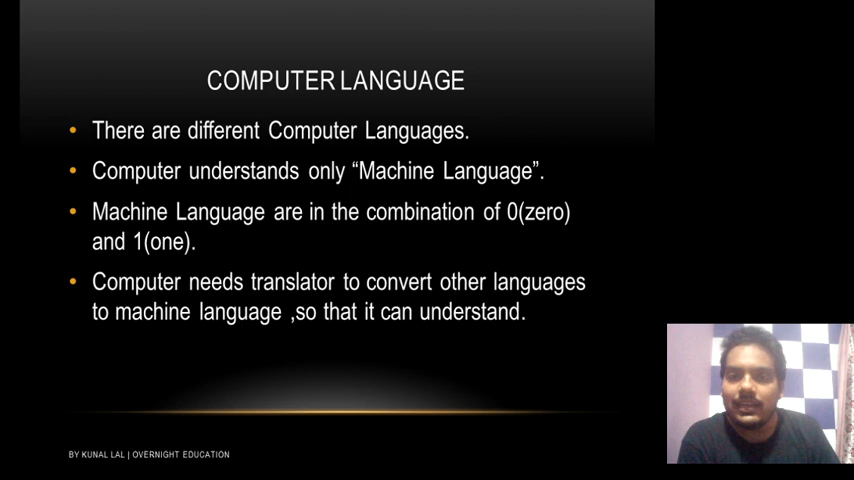 COMPUTER LANGUAGE
• There are different Computer Languages.
• Computer understands only “Machine Language”.
• Machine Language are in the combination of 0(zero)
and 1(one).
• Computer needs translator to convert other languages
to machine language ,so that it can understand.
BY KUNAL LAL | OVERNIGHT EDUCATION